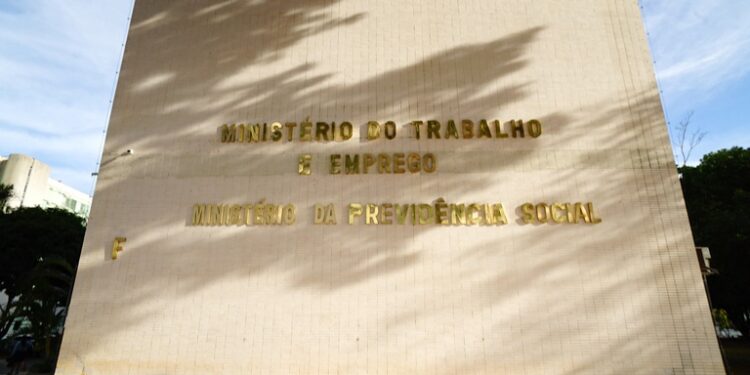 MINISTÉRIO DO TRABALHO
E EMPREGO
MINISTÉRIO DA PREVIDÊNCIA SOCIAL
F